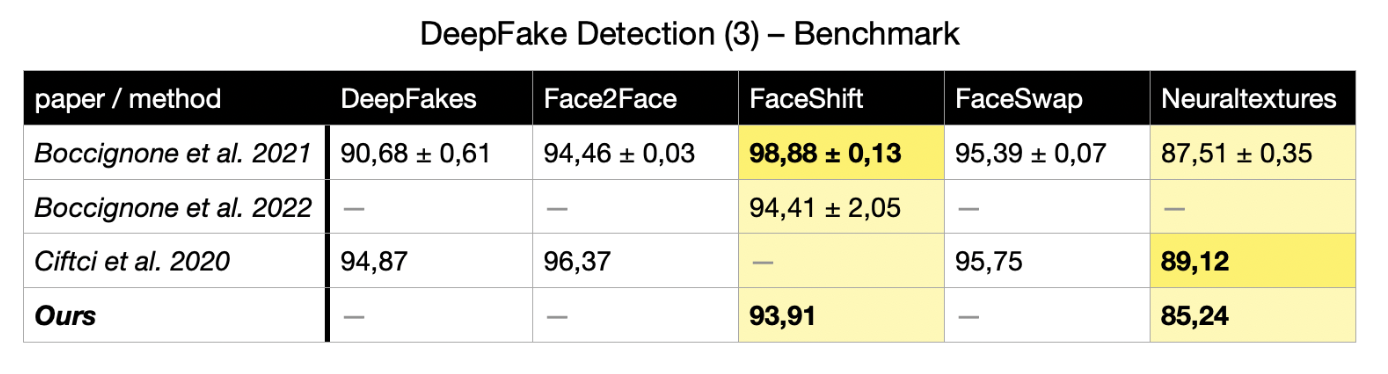 DeepFake Detection (3) – Benchmark
paper / method DeepFakes Face2Face FaceShift FaceSwap Neuraltextures
Boccignone et al. 2021 90,68 ± 0,61 94,46 ± 0,03 98,88 ± 0,13 95,39 ± 0,07 87,51 ± 0,35
Boccignone et al. 2022 — — 94,41 ± 2,05 — —
Ciftci et al. 2020 94,87 96,37 — 95,75 89,12
Ours — — 93,91 — 85,24